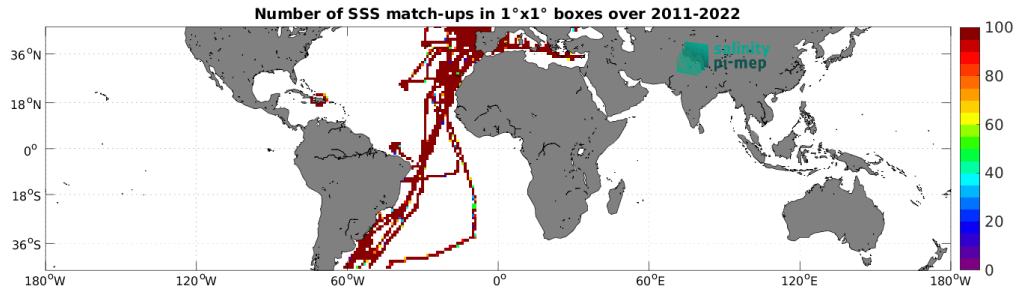 Number of SSS match-ups in 1°x1° boxes over 2011-2022
salinity
pi-mep
36°N
18°N
0°
18°S
36°S
180°W
120°W
60°W
0°
60°E
120°E
180°W
100
80
60
40
20
0